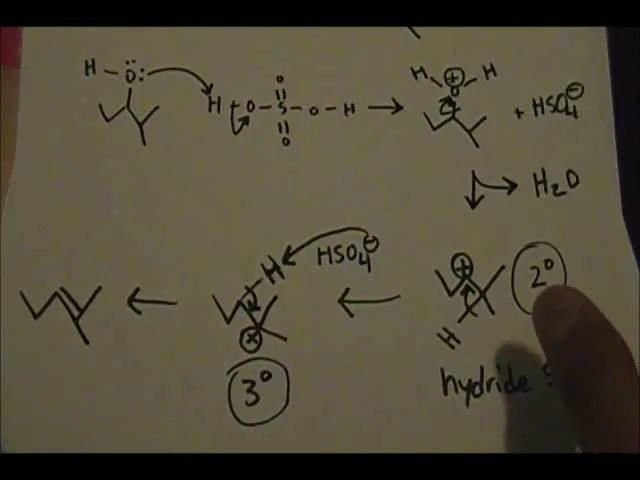 H - O: H - O - S - O - H → H ⊕ H + HSO4⊖
O
O
O
→ H2O
H HSO4⊖ ⊕ 2°
⊕ H
3° hydride